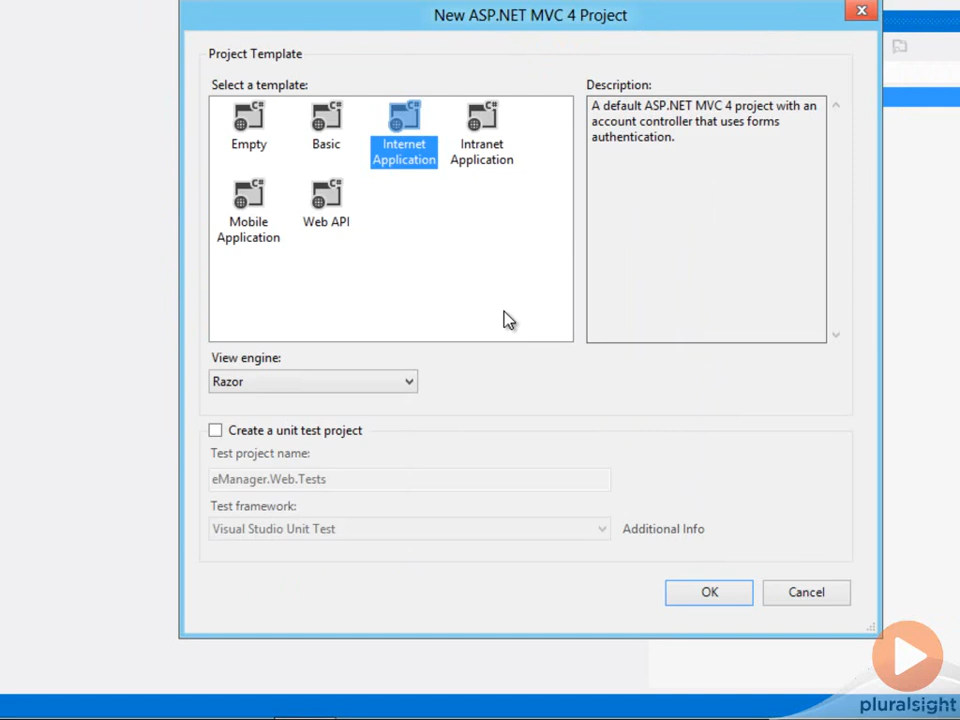 New ASP.NET MVC 4 Project
Project Template
Select a template:
Description:
C# C# C# C#
Empty
Basic
Internet
Application
Intranet
Application
A default ASP.NET MVC 4 project with an
account controller that uses forms
authentication.
C# C#
Mobile
Application
Web API
View engine:
Razor
Create a unit test project
Test project name:
eManager.Web.Tests
Test framework:
Visual Studio Unit Test
Additional Info
OK
Cancel
pluralsight